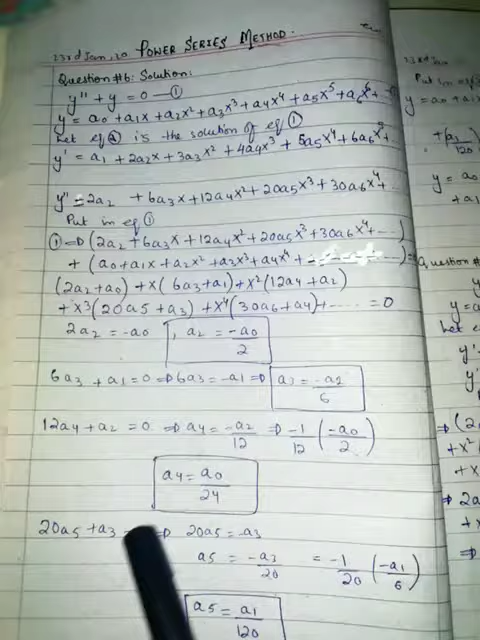 23rd Jan, 20 POWER SERIES METHOD.
Question #6: Solution:
y'' + y = 0 —①
y = a0 + a1x + a2x² + a3x³ + a4x⁴ + a5x⁵ + a6x⁶ + ...
Let eq ② is the solution of eq ①
y' = a1 + 2a2x + 3a3x² + 4a4x³ + 5a5x⁴ + 6a6x⁵ ...
y'' = 2a2 + 6a3x + 12a4x² + 20a5x³ + 30a6x⁴ + ...
Put in eq ①
① => (2a2 + 6a3x + 12a4x² + 20a5x³ + 30a6x⁴ + ...)
+ (a0 + a1x + a2x² + a3x³ + a4x⁴ + ...) =
(2a2 + a0) + x(6a3 + a1) + x²(12a4 + a2)
+ x³(20a5 + a3) + x⁴(30a6 + a4) + ..... = 0
2a2 = -a0 , a2 = -a0/2
6a3 + a1 = 0 => 6a3 = -a1 => a3 = -a2/6
12a4 + a2 = 0 => a4 = -a2/12 => -1/12 (-a0/2)
a4 = a0/24
20a5 + a3 => 20a5 = -a3
a5 = -a3/20 = -1/20 (-a1/6)
a5 = a1/120
Put in
y = a0 + a1
+ (a1/120
y = a0
+ a1
Question #
y = a
Let e
y'
y'
=> (2
+ x²
+ x
=> 2a
+ x
=>